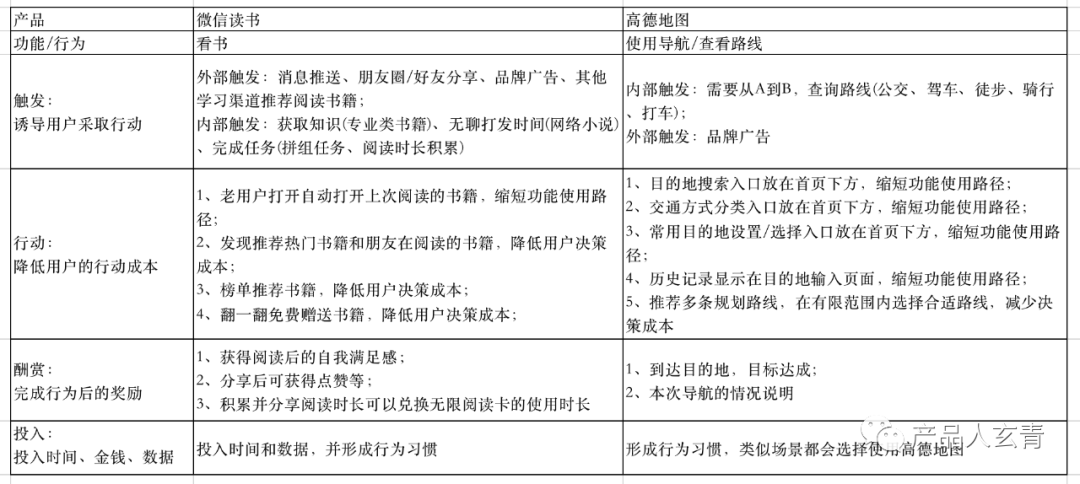 产品
微信读书
高德地图
功能/行为
看书
使用导航/查看路线
触发：
诱导用户采取行动
外部触发：消息推送、朋友圈/好友分享、品牌广告、其他
学习渠道推荐阅读书籍；
内部触发：获取知识(专业类书籍)、无聊打发时间(网络小说)
、完成任务(拼组任务、阅读时长积累)
内部触发：需要从A到B，查询路线(公交、驾车、徒步、骑行
、打车)；
外部触发：品牌广告
行动：
降低用户的行动成本
1、老用户打开自动打开上次阅读的书籍，缩短功能使用路
径；
2、发现推荐热门书籍和朋友在阅读的书籍，降低用户决策
成本；
3、榜单推荐书籍，降低用户决策成本；
4、翻一翻免费赠送书籍，降低用户决策成本；
1、目的地搜索入口放在首页下方，缩短功能使用路径；
2、交通方式分类入口放在首页下方，缩短功能使用路径；
3、常用目的地设置/选择入口放在首页下方，缩短功能使用路
径；
4、历史记录显示在目的地输入页面，缩短功能使用路径；
5、推荐多条规划路线，在有限范围内选择合适路线，减少决
策成本
酬赏：
完成行为后的奖励
1、获得阅读后的自我满足感；
2、分享后可获得点赞等；
3、积累并分享阅读时长可以兑换无限阅读卡的使用时长
1、到达目的地，目标达成；
2、本次导航的情况说明
投入：
投入时间、金钱、数据
投入时间和数据，并形成行为习惯
形成行为习惯，类似场景都会选择使用高德地图
产品人玄青